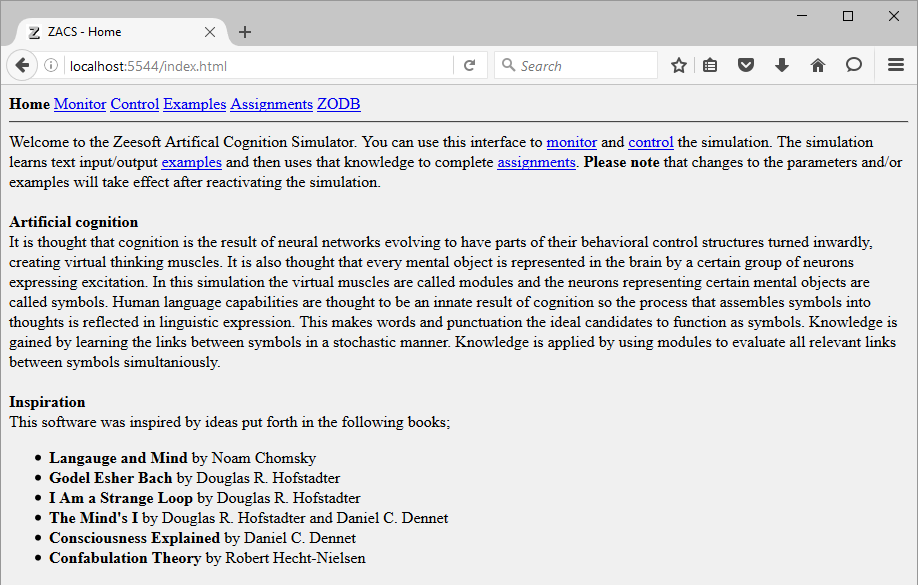 ZACS - Home
localhost:5544/index.html
Search
Home Monitor Control Examples Assignments ZODB
Welcome to the Zeesoft Artifical Cognition Simulator. You can use this interface to monitor and control the simulation. The simulation
learns text input/output examples and then uses that knowledge to complete assignments. Please note that changes to the parameters and/or
examples will take effect after reactivating the simulation.
Artificial cognition
It is thought that cognition is the result of neural networks evolving to have parts of their behavioral control structures turned inwardly,
creating virtual thinking muscles. It is also thought that every mental object is represented in the brain by a certain group of neurons
expressing excitation. In this simulation the virtual muscles are called modules and the neurons representing certain mental objects are
called symbols. Human language capabilities are thought to be an innate result of cognition so the process that assembles symbols into
thoughts is reflected in linguistic expression. This makes words and punctuation the ideal candidates to function as symbols. Knowledge is
gained by learning the links between symbols in a stochastic manner. Knowledge is applied by using modules to evaluate all relevant links
between symbols simultaniously.
Inspiration
This software was inspired by ideas put forth in the following books;
• Langauge and Mind by Noam Chomsky
• Godel Esher Bach by Douglas R. Hofstadter
• I Am a Strange Loop by Douglas R. Hofstadter
• The Mind's I by Douglas R. Hofstadter and Daniel C. Dennet
• Consciousness Explained by Daniel C. Dennet
• Confabulation Theory by Robert Hecht-Nielsen